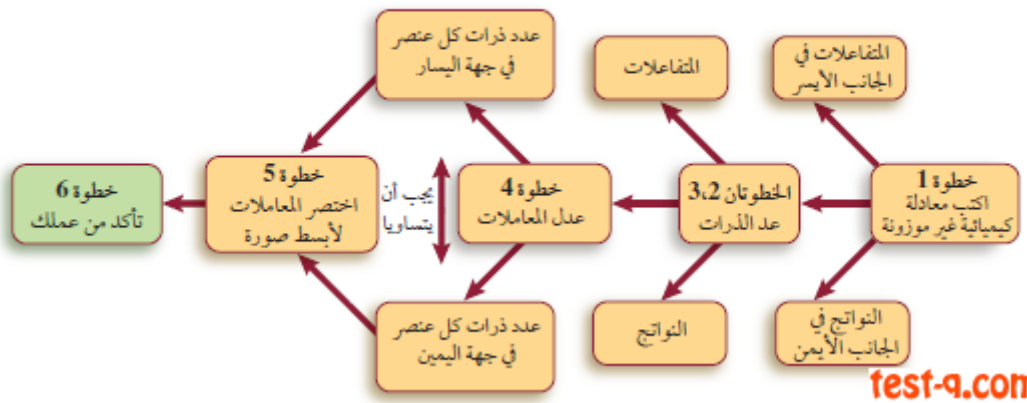 المتفاعلات في
الجانب الأيسر
خطوة 1
اكتب معادلة
كيميائية غير موزونة
النواتج في
الجانب الأيمن
المتفاعلات
الخطوتان 3،2
عد الذرات
النواتج
عدد ذرات كل عنصر
في جهة اليسار
خطوة 4
عدل المعاملات
عدد ذرات كل عنصر
في جهة اليمين
يجب أن
يتساويا
خطوة 5
اختصر المعاملات
لأبسط صورة
خطوة 6
تأكد من عملك
test-q.com